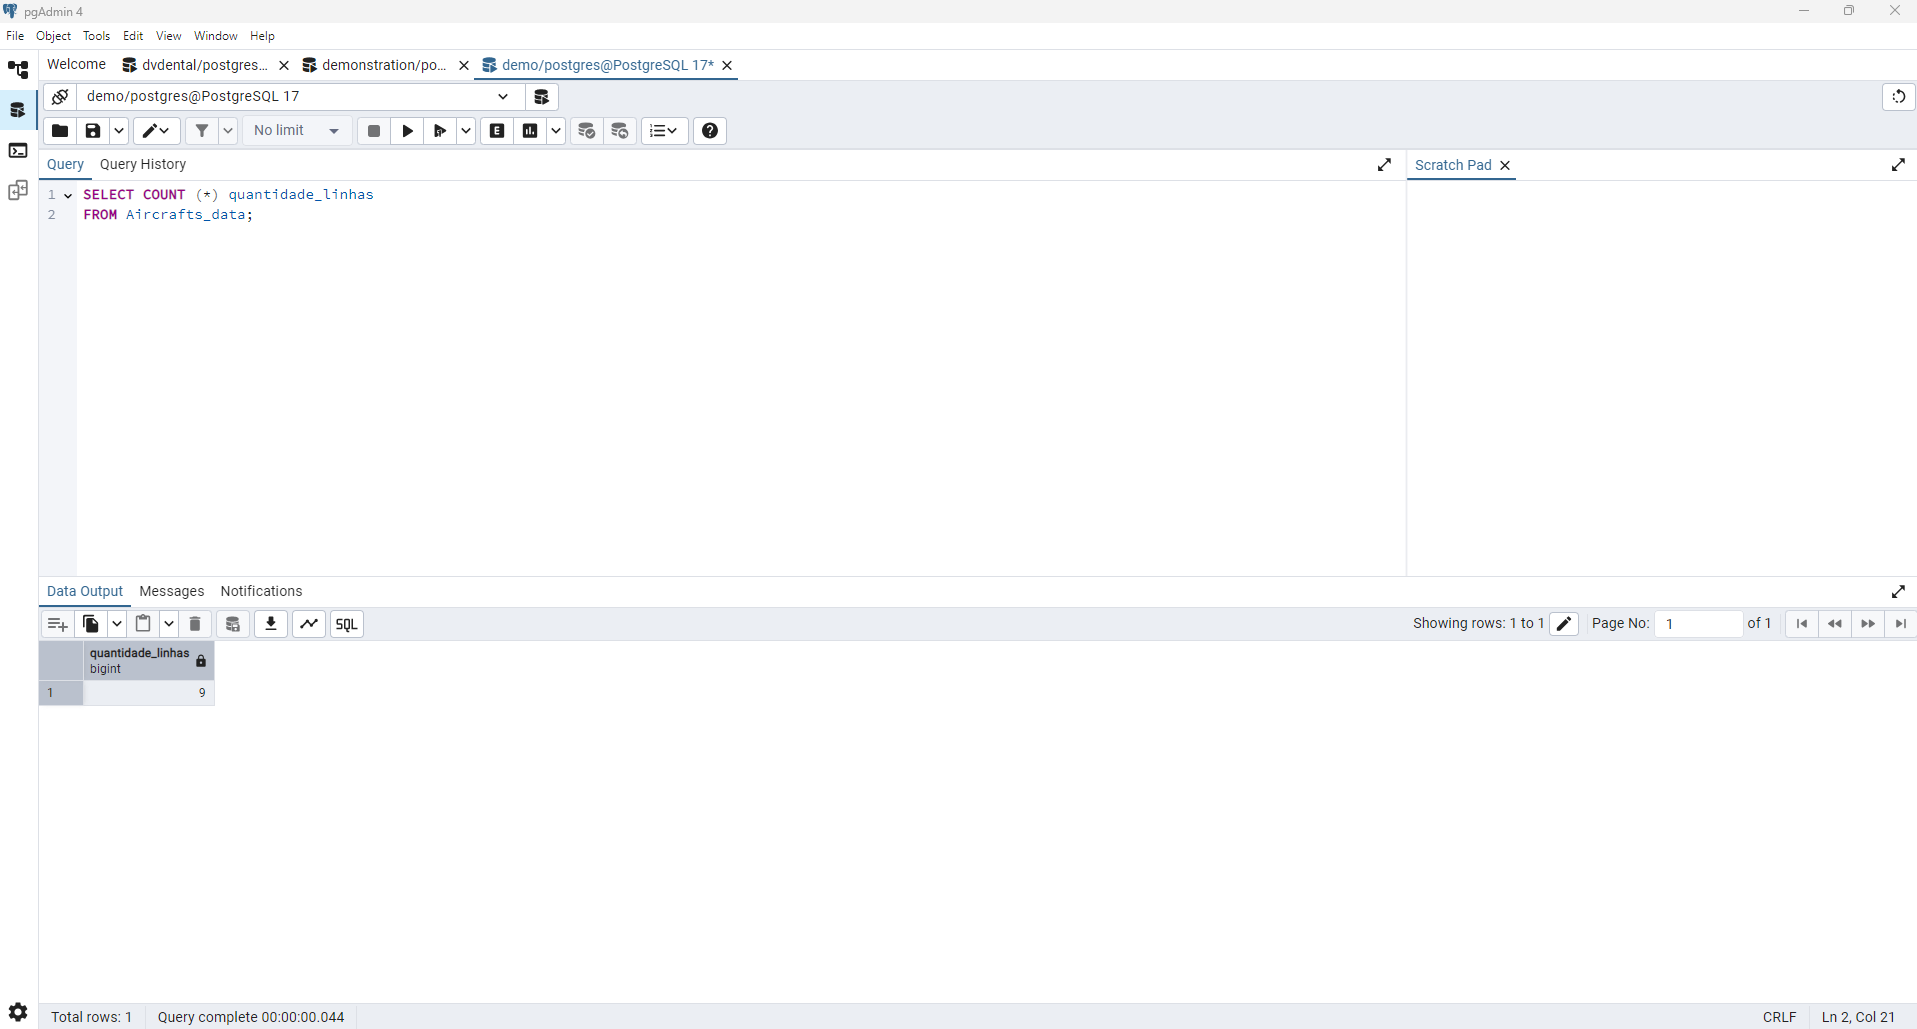 pgAdmin 4
File Object Tools Edit View Window Help
Welcome dvdental/postgres... demonstration/po... demo/postgres@PostgreSQL 17*
demo/postgres@PostgreSQL 17
No limit E
Query Query History Scratch Pad
1 SELECT COUNT (*) quantidade_linhas
2 FROM Aircrafts_data;
Data Output Messages Notifications
SQL Showing rows: 1 to 1 Page No: 1 of 1
quantidade_linhas
bigint
1 9
Total rows: 1 Query complete 00:00:00.044 CRLF Ln 2, Col 21